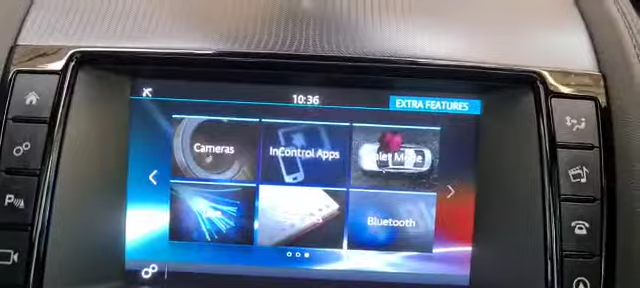 10:36
EXTRA FEATURES
Cameras
InControl Apps
Valet Mode
Bluetooth
P